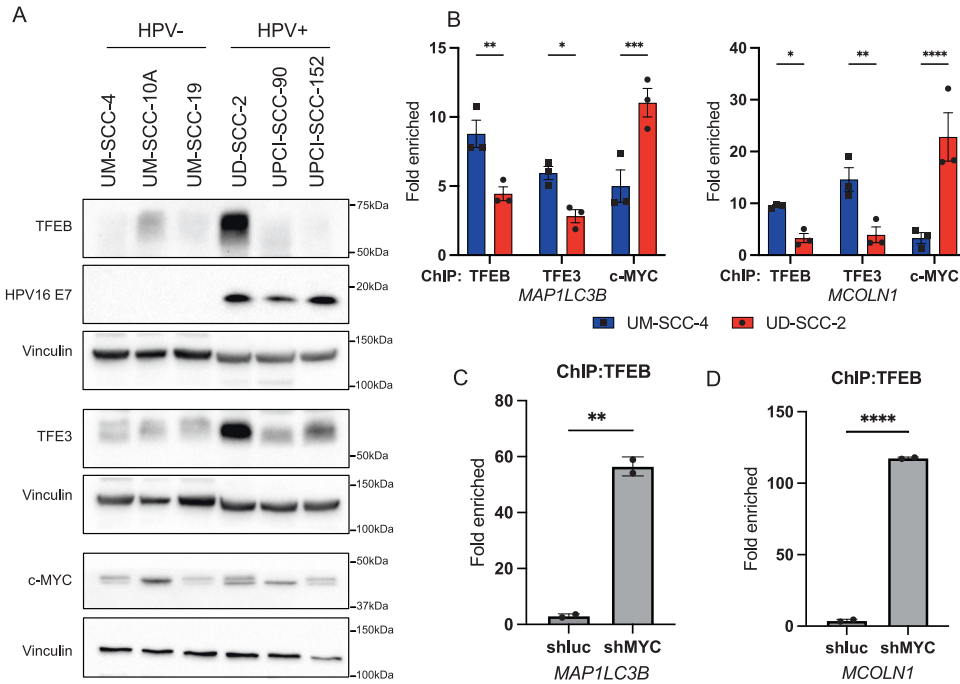 A
HPV- HPV+
UM-SCC-4
UM-SCC-10A
UM-SCC-19
UD-SCC-2
UPCI-SCC-90
UPCI-SCC-152
TFEB
75kDa
50kDa
HPV16 E7
20kDa
Vinculin
150kDa
100kDa
TFE3
50kDa
Vinculin
150kDa
100kDa
c-MYC
50kDa
37kDa
Vinculin
150kDa
100kDa
B
Fold enriched
15
10
5
0
** * ***
ChIP: TFEB TFE3 c-MYC
MAP1LC3B
Fold enriched
40
30
20
10
0
* ** ****
ChIP: TFEB TFE3 c-MYC
MCOLN1
UM-SCC-4 UD-SCC-2
C
ChIP:TFEB
Fold enriched
80
60
40
20
0
**
shluc shMYC
MAP1LC3B
D
ChIP:TFEB
Fold enriched
150
100
50
0
****
shluc shMYC
MCOLN1